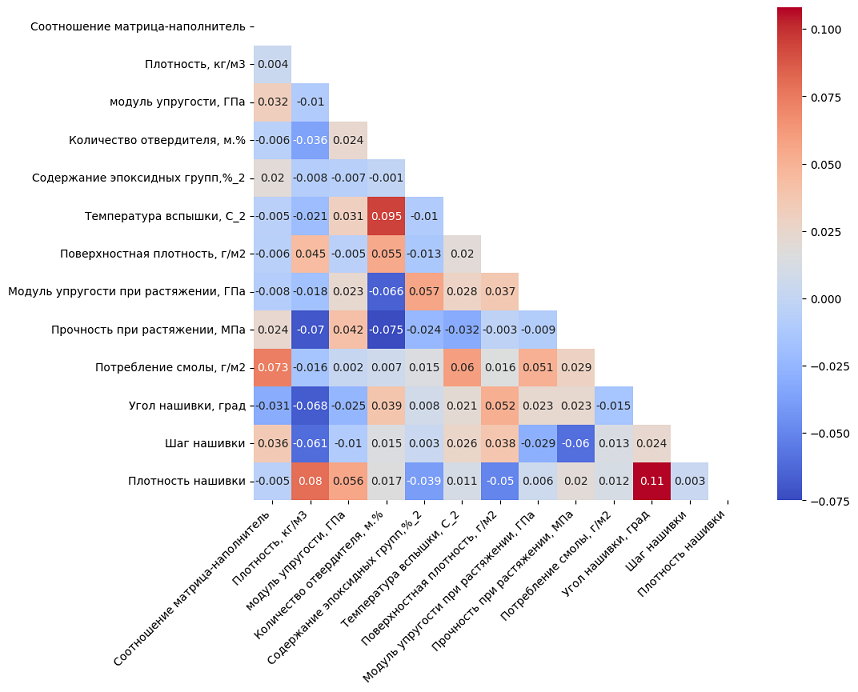 Соотношение матрица-наполнитель
Плотность, кг/м3 0.004
модуль упругости, ГПа 0.032 -0.01
Количество отвердителя, м.% -0.006 -0.036 0.024
Содержание эпоксидных групп,%_2 0.02 -0.008 -0.007 -0.001
Температура вспышки, С_2 -0.005 -0.021 0.031 0.095 -0.01
Поверхностная плотность, г/м2 -0.006 0.045 -0.005 0.055 -0.013 0.02
Модуль упругости при растяжении, ГПа -0.008 -0.018 0.023 -0.066 0.057 0.028 0.037
Прочность при растяжении, МПа 0.024 -0.07 0.042 -0.075 -0.024 -0.032 -0.003 -0.009
Потребление смолы, г/м2 0.073 -0.016 0.002 0.007 0.015 0.06 0.016 0.051 0.029
Угол нашивки, град -0.031 -0.068 -0.025 0.039 0.008 0.021 0.052 0.023 0.023 -0.015
Шаг нашивки 0.036 -0.061 -0.01 0.015 0.003 0.026 0.038 -0.029 -0.06 0.013 0.024
Плотность нашивки -0.005 0.08 0.056 0.017 -0.039 0.011 -0.05 0.006 0.02 0.012 0.11 0.003
Соотношение матрица-наполнитель
Плотность, кг/м3
модуль упругости, ГПа
Количество отвердителя, м.%
Содержание эпоксидных групп,%_2
Температура вспышки, С_2
Поверхностная плотность, г/м2
Модуль упругости при растяжении, ГПа
Прочность при растяжении, МПа
Потребление смолы, г/м2
Угол нашивки, град
Шаг нашивки
Плотность нашивки
0.100
0.075
0.050
0.025
0.000
−0.025
−0.050
−0.075